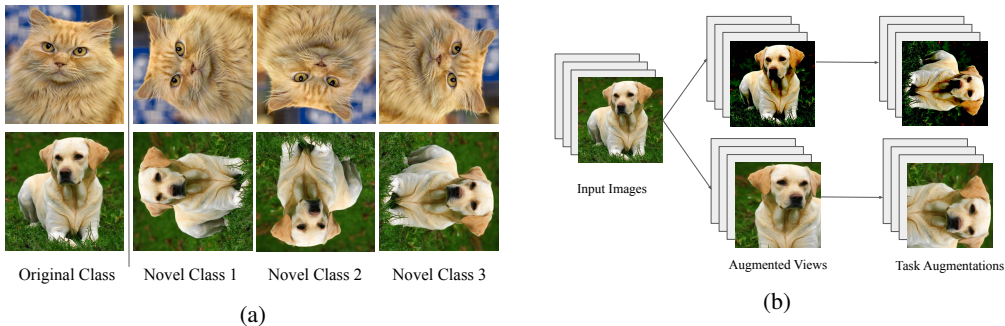 Original Class
Novel Class 1
Novel Class 2
Novel Class 3
(a)
Input Images
Augmented Views
Task Augmentations
(b)